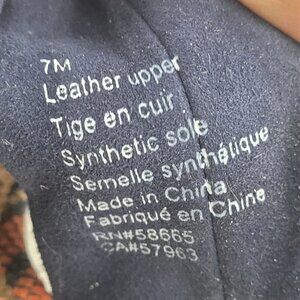 7M
Leather upper
Tige en cuir
Synthetic sole
Semelle synthétique
Made in China
Fabriqué en Chine
RN#58665
CA#57963